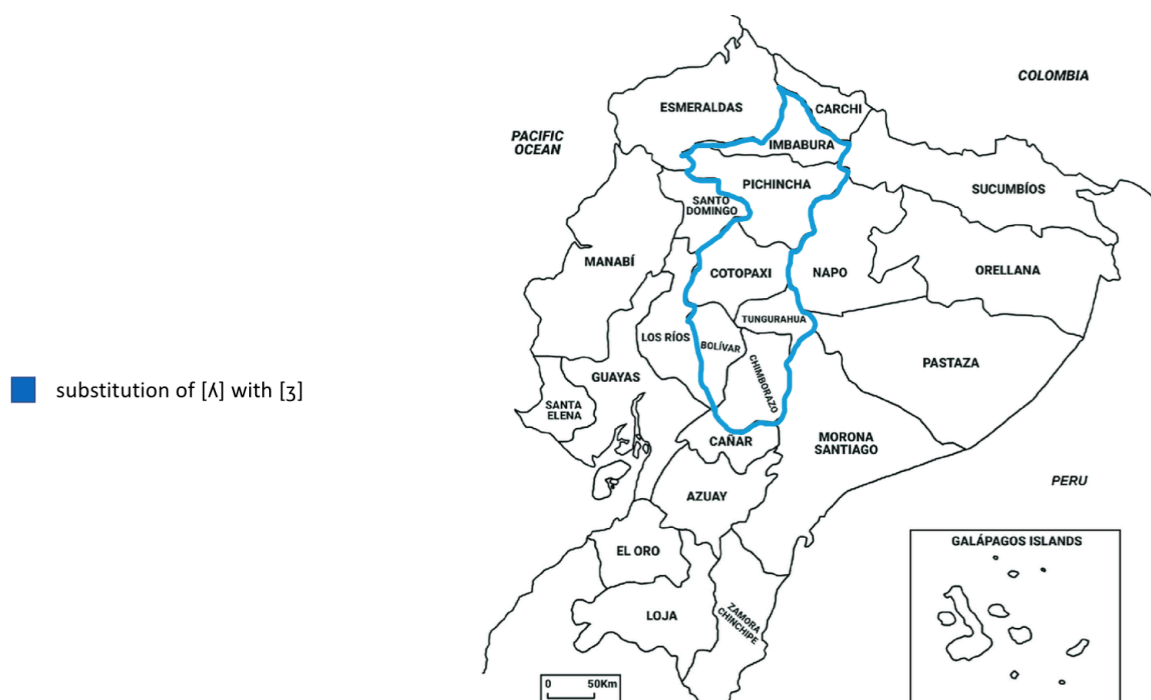 COLOMBIA
ESMERALDAS
CARCHI
PACIFIC
OCEAN
IMBABURA
PICHINCHA
SUCUMBÍOS
SANTO
DOMINGO
MANABÍ
COTOPAXI
NAPO
ORELLANA
TUNGURAHUA
LOS RÍOS
BOLÍVAR
PASTAZA
CHIMBORAZO
GUAYAS
substitution of [ʎ] with [ʒ]
SANTA
ELENA
CAÑAR
MORONA
SANTIAGO
PERU
AZUAY
GALÁPAGOS ISLANDS
EL ORO
LOJA
ZAMORA
CHINCHIPE
0 50Km